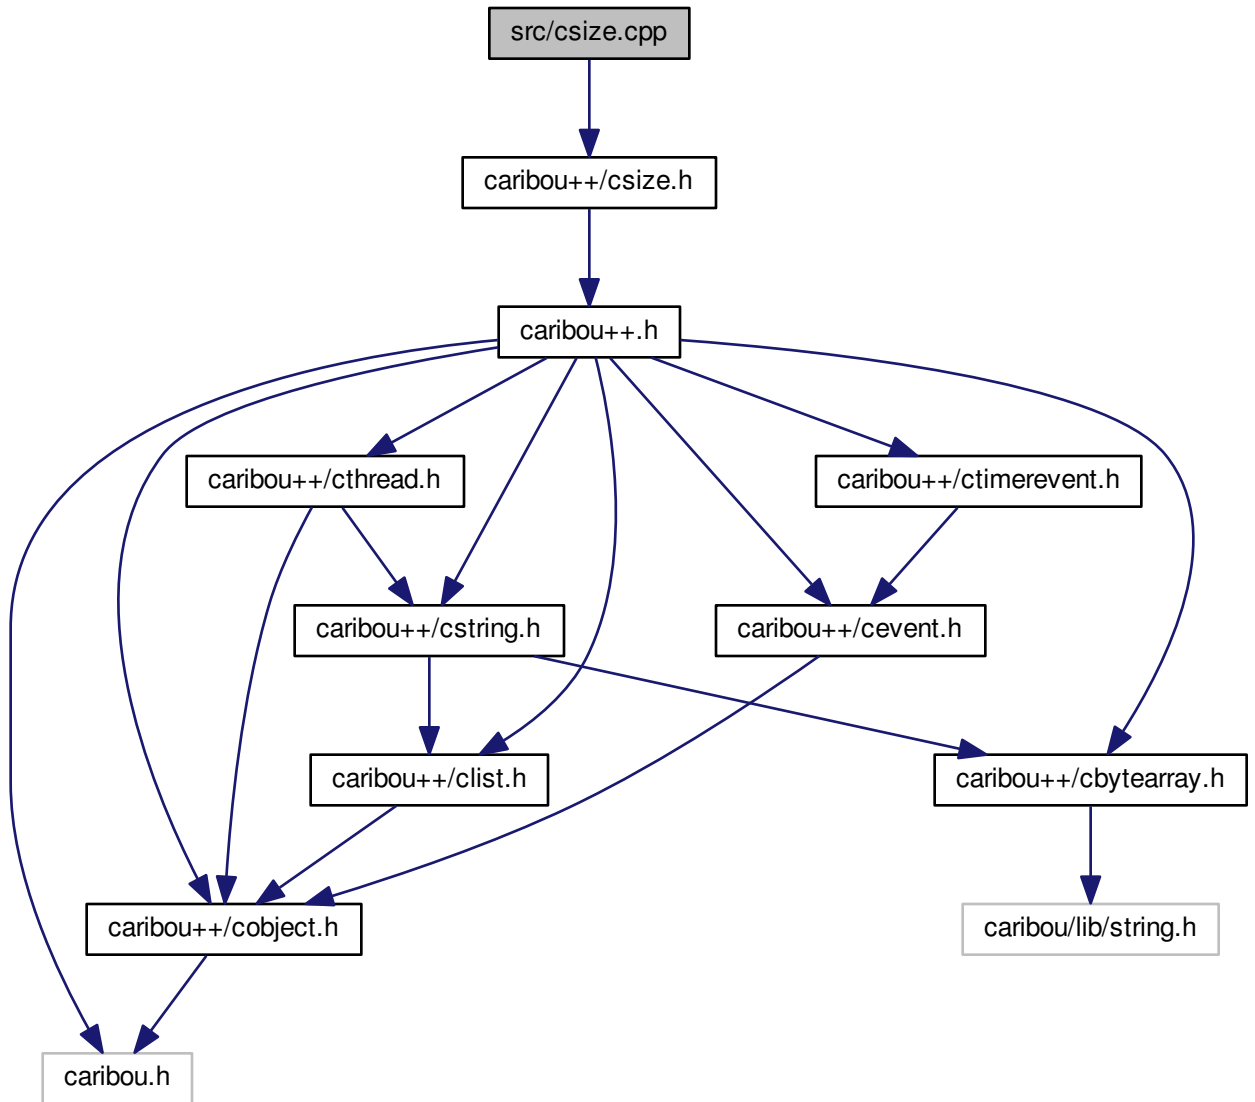 src/csize.cpp
caribou++/csize.h
caribou++.h
caribou++/cthread.h
caribou++/ctimerevent.h
caribou++/cstring.h
caribou++/cevent.h
caribou++/clist.h
caribou++/cbytearray.h
caribou++/cobject.h
caribou/lib/string.h
caribou.h